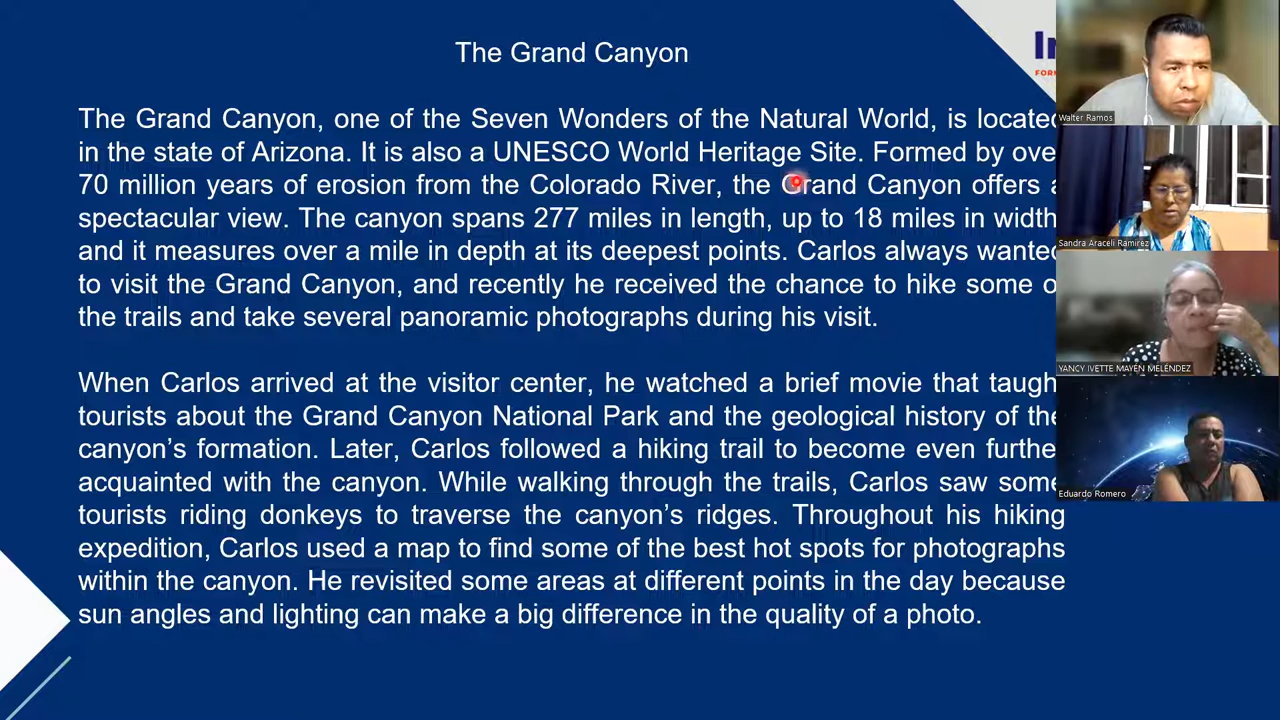 The Grand Canyon
The Grand Canyon, one of the Seven Wonders of the Natural World, is located
in the state of Arizona. It is also a UNESCO World Heritage Site. Formed by ove
70 million years of erosion from the Colorado River, the Grand Canyon offers a
spectacular view. The canyon spans 277 miles in length, up to 18 miles in width
and it measures over a mile in depth at its deepest points. Carlos always wanted
to visit the Grand Canyon, and recently he received the chance to hike some o
the trails and take several panoramic photographs during his visit.
When Carlos arrived at the visitor center, he watched a brief movie that taugh
tourists about the Grand Canyon National Park and the geological history of the
canyon's formation. Later, Carlos followed a hiking trail to become even furthe
acquainted with the canyon. While walking through the trails, Carlos saw some
tourists riding donkeys to traverse the canyon's ridges. Throughout his hiking
expedition, Carlos used a map to find some of the best hot spots for photographs
within the canyon. He revisited some areas at different points in the day because
sun angles and lighting can make a big difference in the quality of a photo.
In
FORM
Walter Ramos
Sandra Araceli Ramirez
YANCY IVETTE MAYEN MELÉNDEZ
Eduardo Romero